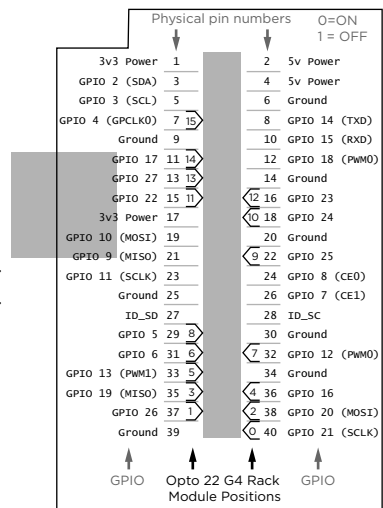 Physical pin numbers 0=ON
1 = OFF
3v3 Power 1 2 5v Power
GPIO 2 (SDA) 3 4 5v Power
GPIO 3 (SCL) 5 6 Ground
GPIO 4 (GPCLK0) 7 15 8 GPIO 14 (TXD)
Ground 9 10 GPIO 15 (RXD)
GPIO 17 11 14 12 GPIO 18 (PWM0)
GPIO 27 13 13 14 Ground
GPIO 22 15 11 12 16 GPIO 23
3v3 Power 17 10 18 GPIO 24
GPIO 10 (MOSI) 19 20 Ground
GPIO 9 (MISO) 21 9 22 GPIO 25
GPIO 11 (SCLK) 23 24 GPIO 8 (CE0)
Ground 25 26 GPIO 7 (CE1)
ID_SD 27 28 ID_SC
GPIO 5 29 8 30 Ground
GPIO 6 31 6 7 32 GPIO 12 (PWM0)
GPIO 13 (PWM1) 33 5 34 Ground
GPIO 19 (MISO) 35 3 4 36 GPIO 16
GPIO 26 37 1 2 38 GPIO 20 (MOSI)
Ground 39 0 40 GPIO 21 (SCLK)
GPIO Opto 22 G4 Rack GPIO
Module Positions